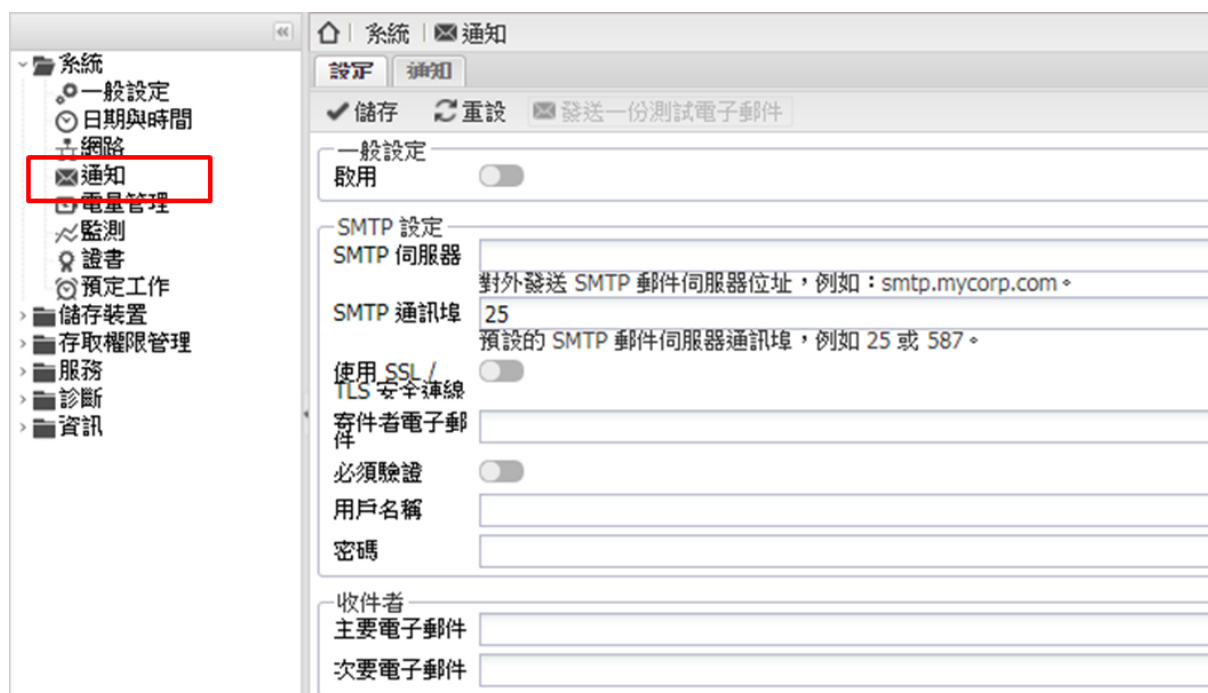 系統
一般設定
日期與時間
網路
通知
電量管理
監測
證書
預定工作
儲存裝置
存取權限管理
服務
診斷
資訊
系統 通知
設定 通知
儲存 重設 發送一份測試電子郵件
一般設定
啟用
SMTP 設定
SMTP 伺服器
對外發送 SMTP 郵件伺服器位址，例如：smtp.mycorp.com。
SMTP 通訊埠 25
預設的 SMTP 郵件伺服器通訊埠，例如 25 或 587。
使用 SSL /
TLS 安全連線
寄件者電子郵
件
必須驗證
用戶名稱
密碼
收件者
主要電子郵件
次要電子郵件